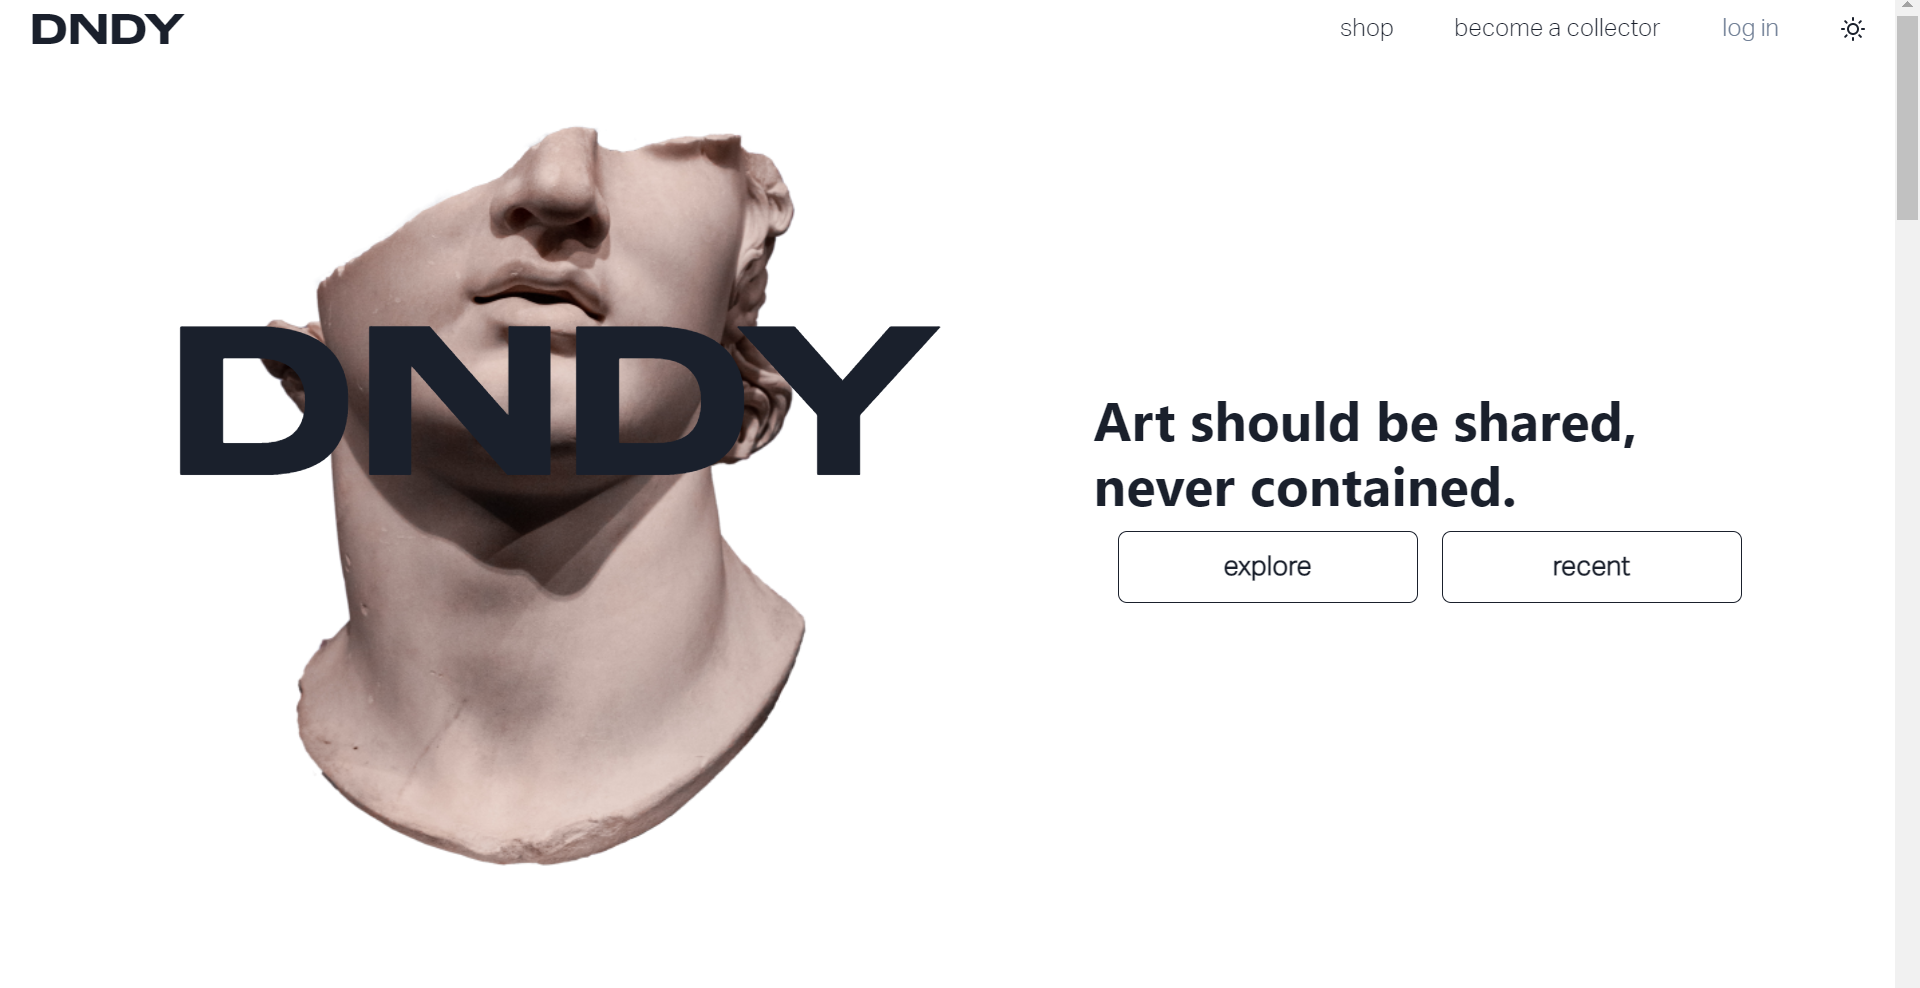 DNDY
shop
become a collector
log in
DNDY
Art should be shared,
never contained.
explore
recent